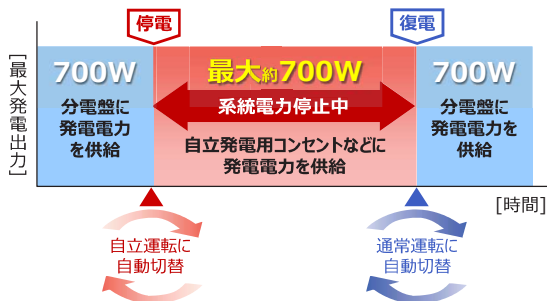 停電
復電
[最大発電出力]
700W
分電盤に
発電電力
を供給
最大約700W
系統電力停止中
自立発電用コンセントなどに
発電電力を供給
700W
分電盤に
発電電力を
供給
[時間]
自立運転に
自動切替
通常運転に
自動切替